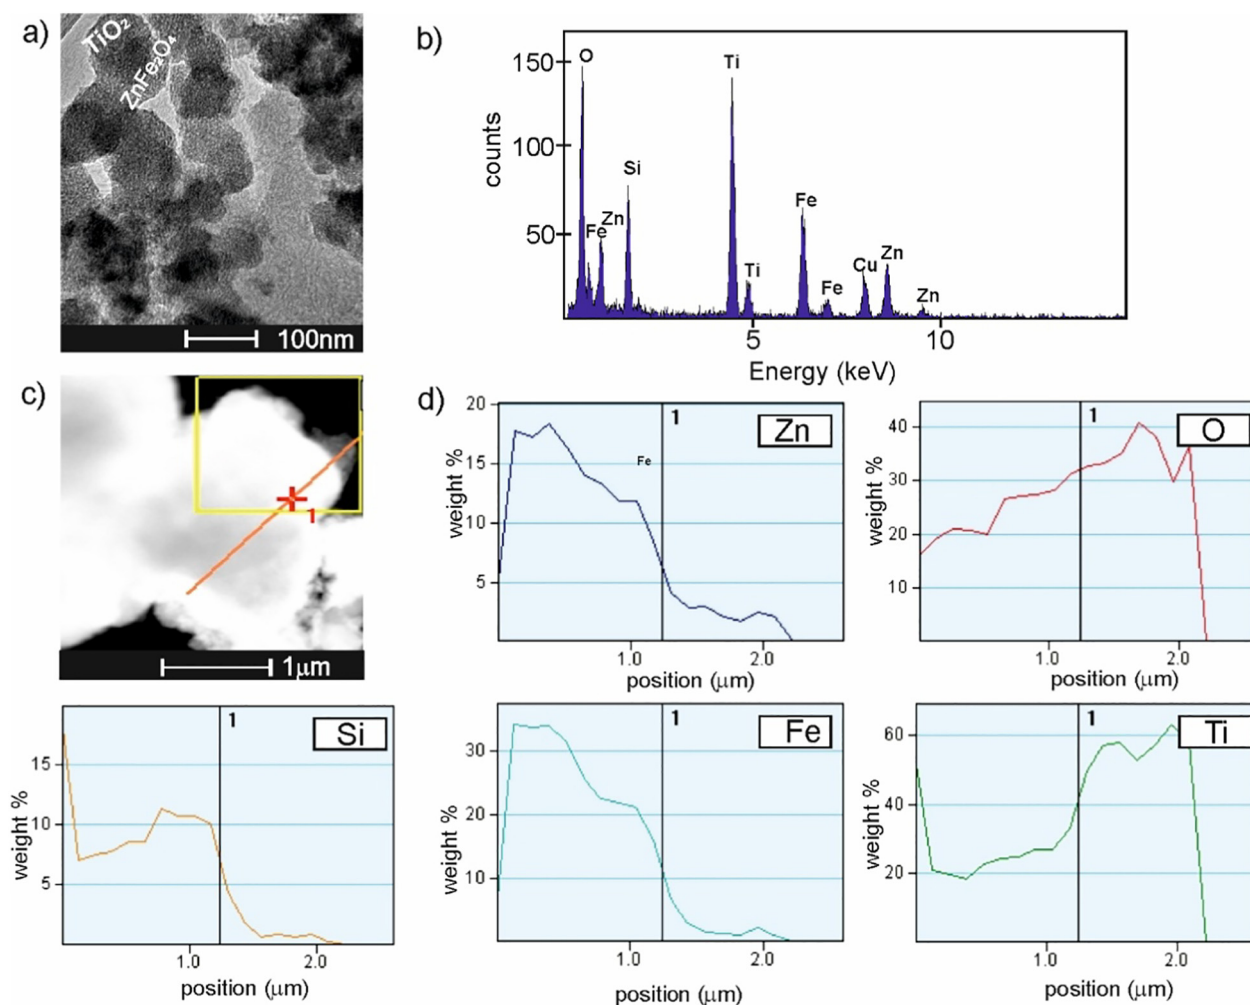 a)
TiO₂
ZnFe₂O₄
100nm
b)
counts
150
100
50
O
Fe
Zn
Si
Ti
Ti
Fe
Fe
Cu
Zn
Zn
5
10
Energy (keV)
c)
1
1μm
d)
20
15
10
5
weight %
1
Zn
Fe
1.0
2.0
position (μm)
40
30
20
10
weight %
1
O
1.0
2.0
position (μm)
15
10
5
weight %
1
Si
1.0
2.0
position (μm)
30
20
10
weight %
1
Fe
1.0
2.0
position (μm)
60
40
20
weight %
1
Ti
1.0
2.0
position (μm)